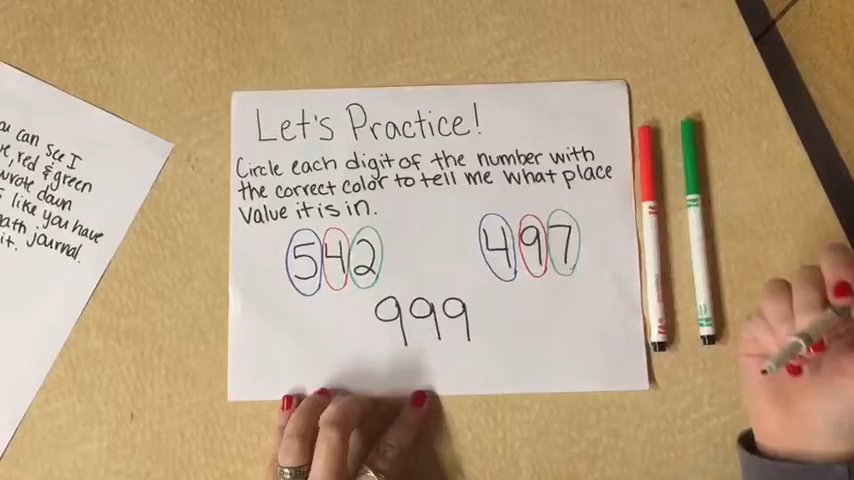 can see I
red & green
wrote down
like you have
journal
it.
Let's Practice!
Circle each digit of the number with
the correct color to tell me what place
value it is in.
542 497
999